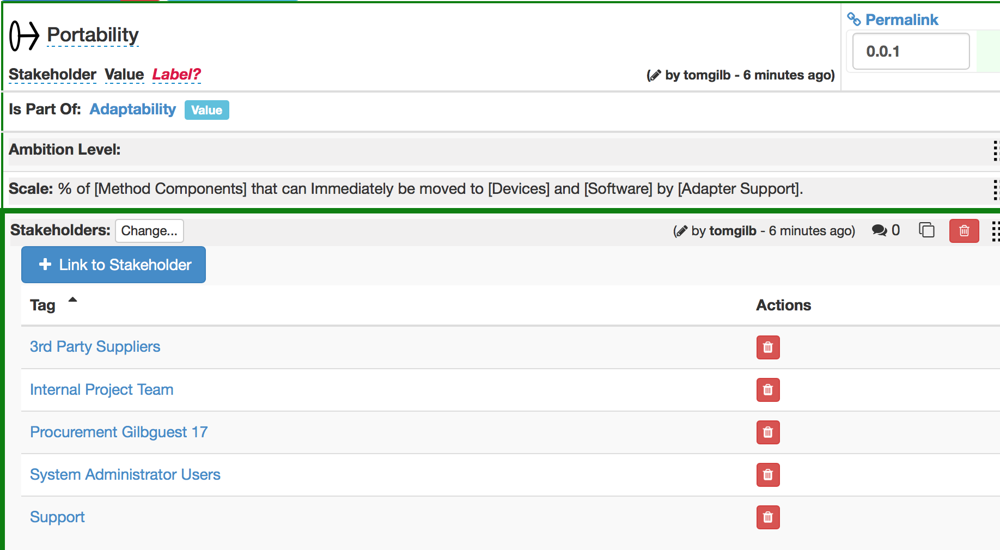 Portability
Permalink
0.0.1
Stakeholder Value Label?
(by tomgilb - 6 minutes ago)
Is Part Of: Adaptability Value
Ambition Level:
Scale: % of [Method Components] that can Immediately be moved to [Devices] and [Software] by [Adapter Support].
Stakeholders: Change... (by tomgilb - 6 minutes ago) 0
+ Link to Stakeholder
Tag Actions
3rd Party Suppliers
Internal Project Team
Procurement Gilbguest 17
System Administrator Users
Support